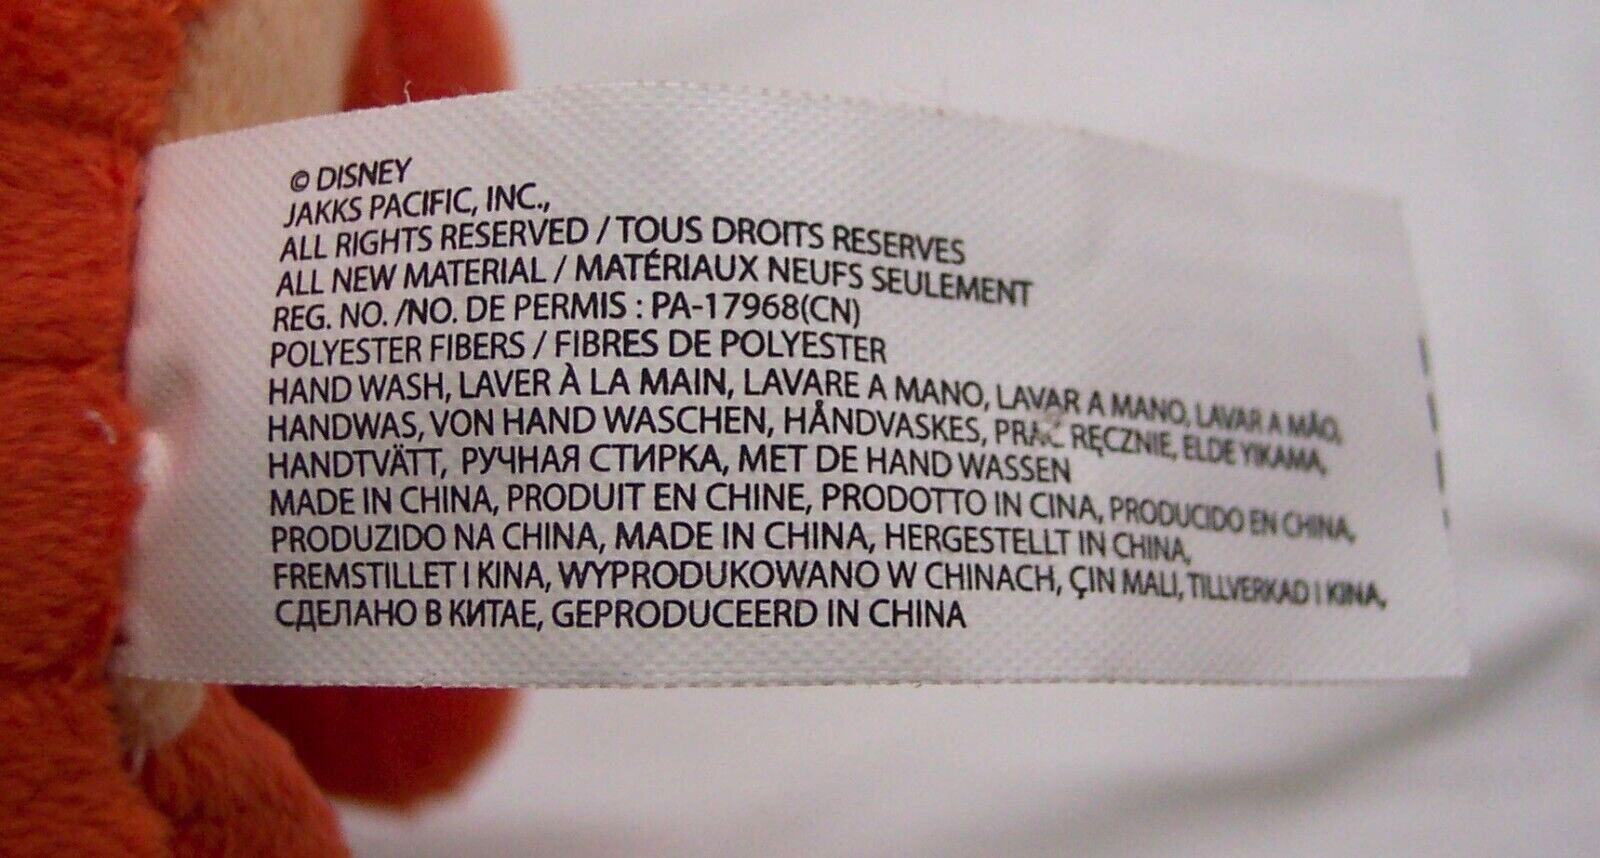 © DISNEY
JAKKS PACIFIC, INC.,
ALL RIGHTS RESERVED / TOUS DROITS RESERVES
ALL NEW MATERIAL / MATÉRIAUX NEUFS SEULEMENT
REG. NO. /NO. DE PERMIS : PA-17968(CN)
POLYESTER FIBERS / FIBRES DE POLYESTER
HAND WASH, LAVER À LA MAIN, LAVARE A MANO, LAVAR A MANO, LAVAR A MÃO,
HANDWAS, VON HAND WASCHEN, HÅNDVASKES, PRAĆ RĘCZNIE, ELDE YIKAMA,
HANDTVÄTT, РУЧНАЯ СТИРКА, MET DE HAND WASSEN
MADE IN CHINA, PRODUIT EN CHINE, PRODOTTO IN CINA, PRODUCIDO EN CHINA,
PRODUZIDO NA CHINA, MADE IN CHINA, HERGESTELLT IN CHINA,
FREMSTILLET I KINA, WYPRODUKOWANO W CHINACH, ÇIN MALI, TILLVERKAD I KINA,
СДЕЛАНО В КИТАЕ, GEPRODUCEERD IN CHINA